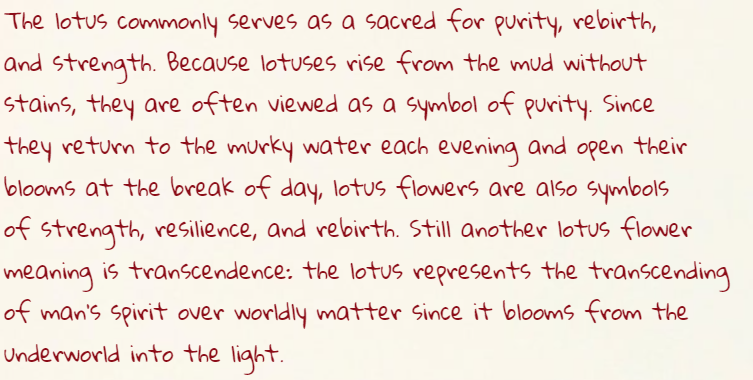 The lotus commonly serves as a sacred for purity, rebirth,
and strength. Because lotuses rise from the mud without
stains, they are often viewed as a symbol of purity. Since
they return to the murky water each evening and open their
blooms at the break of day, lotus flowers are also symbols
of strength, resilience, and rebirth. Still another lotus flower
meaning is transcendence: the lotus represents the transcending
of man's spirit over worldly matter since it blooms from the
underworld into the light.